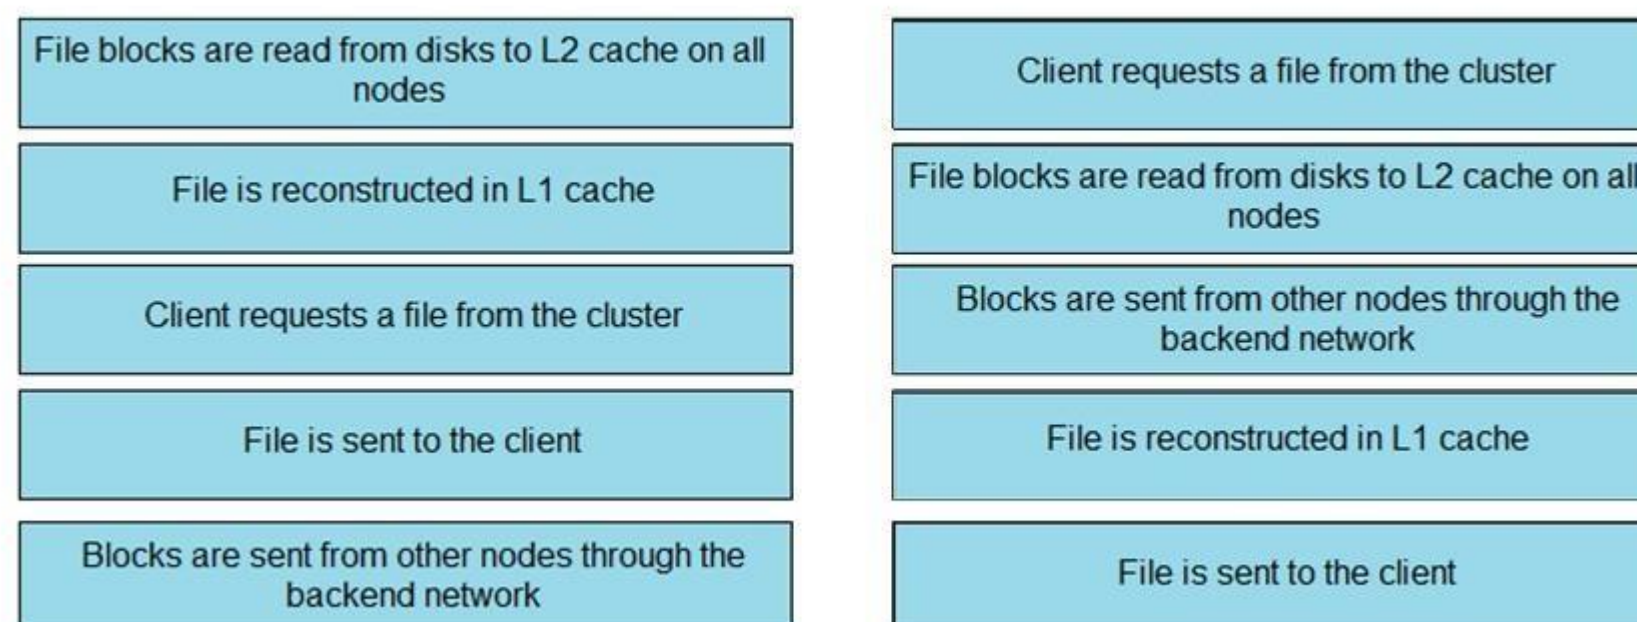 File blocks are read from disks to L2 cache on all
nodes
File is reconstructed in L1 cache
Client requests a file from the cluster
File is sent to the client
Blocks are sent from other nodes through the
backend network
Client requests a file from the cluster
File blocks are read from disks to L2 cache on all
nodes
Blocks are sent from other nodes through the
backend network
File is reconstructed in L1 cache
File is sent to the client